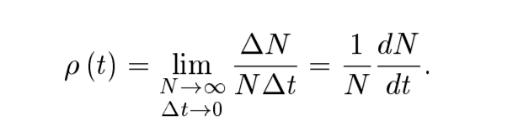 ρ (t) = lim_{N→∞, Δt→0} ΔN / NΔt = 1/N dN/dt.